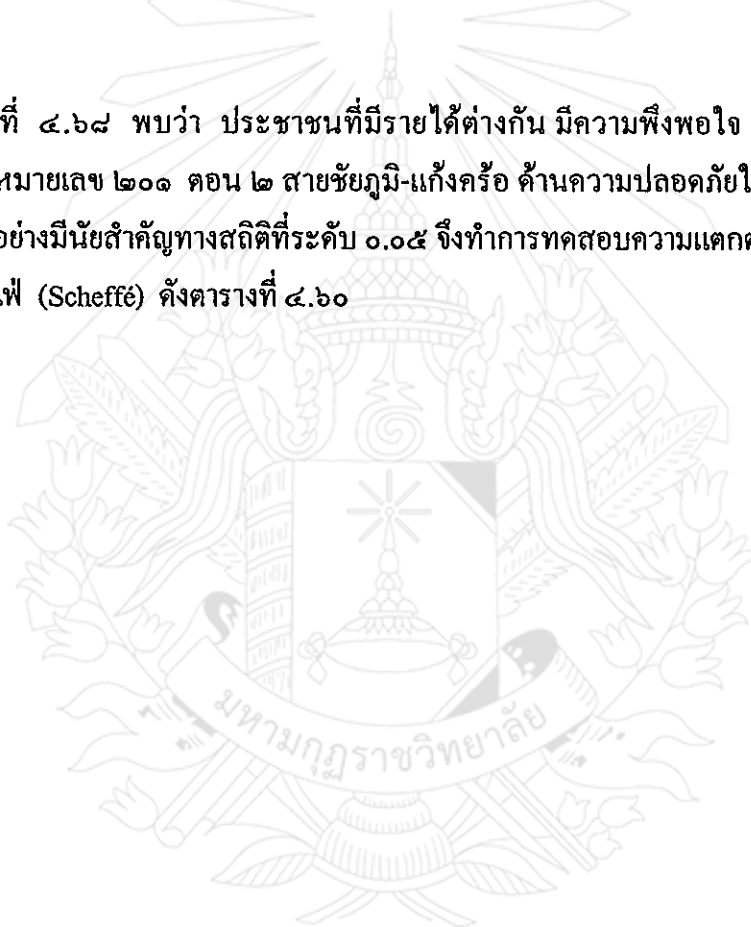 ที่ ๔.๖๘ พบว่า ประชาชนที่มีรายได้ต่างกัน มีความพึงพอใจ
หมายเลข ๒๐๑ ตอน ๒ สายชัยภูมิ-แก้งคร้อ ด้านความปลอดภัยใ
อย่างมีนัยสำคัญทางสถิติที่ระดับ ๐.๐๕ จึงทำการทดสอบความแตก
ฟ่ (Scheffé) ดังตารางที่ ๔.๖๐
มหามกุฏราชวิทยาลัย